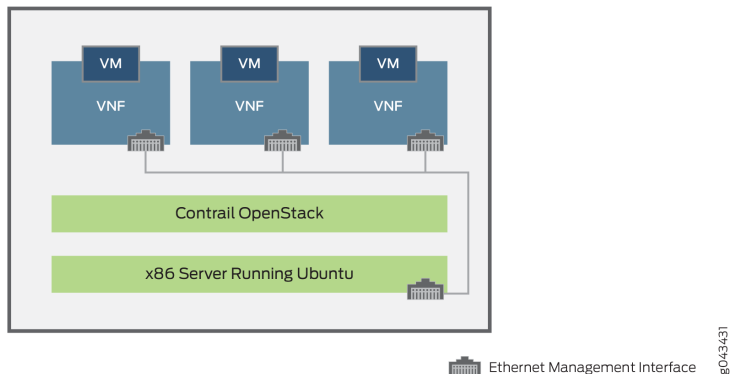 VM
VM
VM
VNF
VNF
VNF
Contrail OpenStack
x86 Server Running Ubuntu
Ethernet Management Interface
g043431